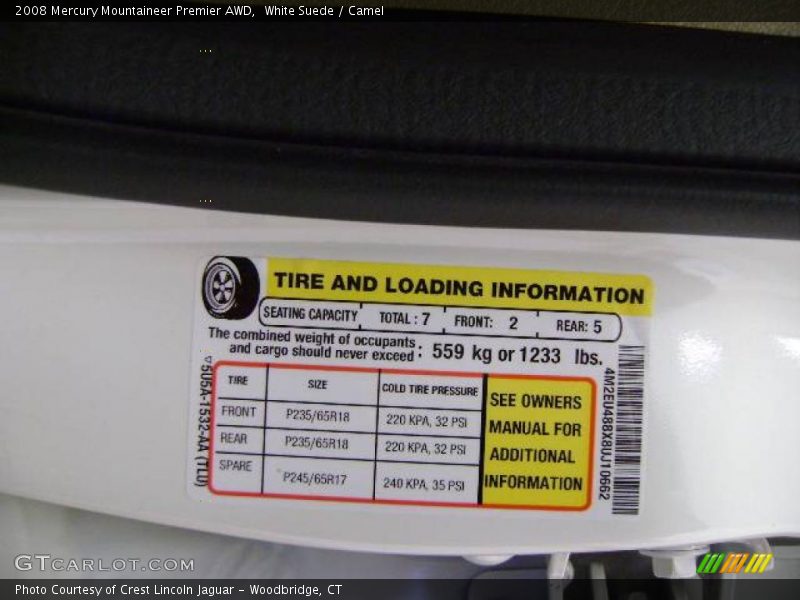 2008 Mercury Mountaineer Premier AWD,  White Suede / Camel
TIRE AND LOADING INFORMATION
SEATING CAPACITY TOTAL : 7 FRONT: 2 REAR: 5
The combined weight of occupants
and cargo should never exceed : 559 kg or 1233 lbs.
TIRE SIZE COLD TIRE PRESSURE
FRONT P235/65R18 220 KPA, 32 PSI
REAR P235/65R18 220 KPA, 32 PSI
SPARE P245/65R17 240 KPA, 35 PSI
SEE OWNERS
MANUAL FOR
ADDITIONAL
INFORMATION
5U5A-1532-AA (TLU)
4M2EU488X8UJ10662
GTCARLOT.COM
Photo Courtesy of Crest Lincoln Jaguar - Woodbridge, CT